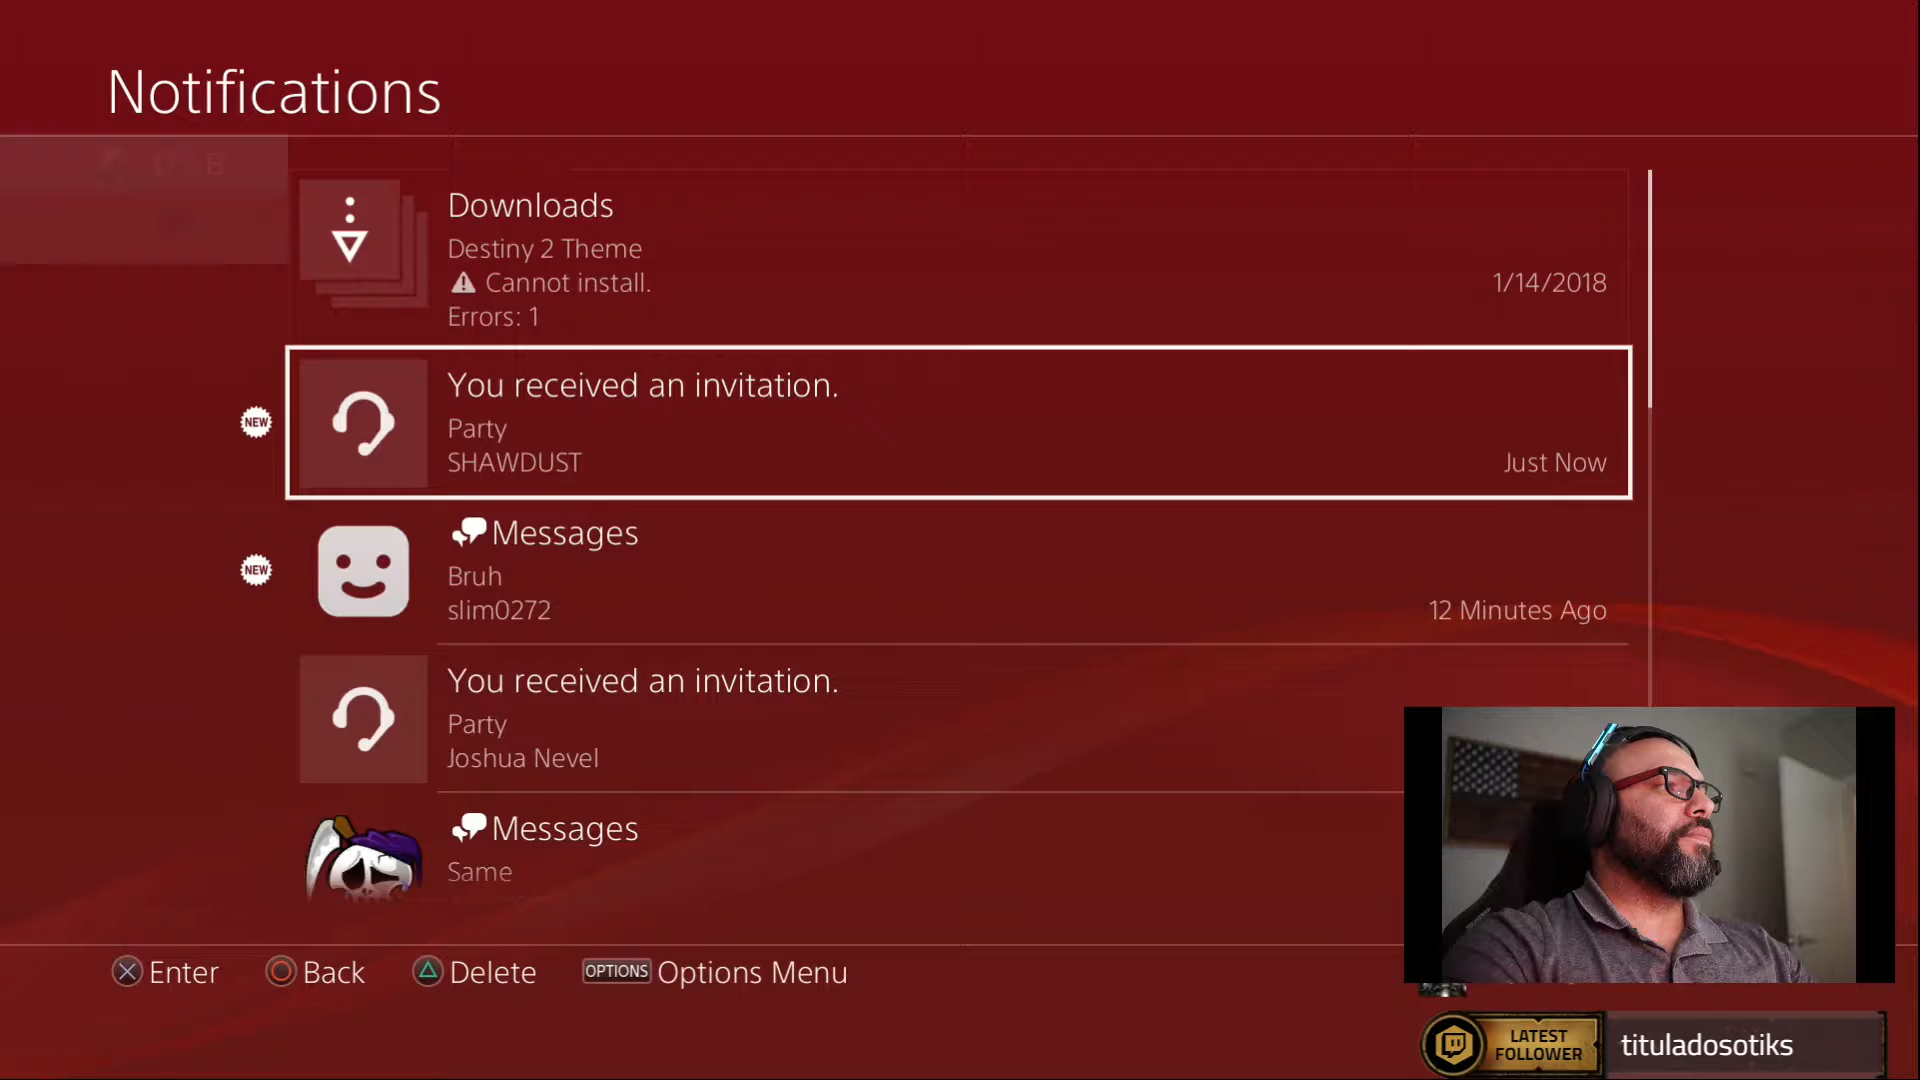 Notifications
Downloads
Destiny 2 Theme
Cannot install.
1/14/2018
Errors: 1
NEW
You received an invitation.
Party
SHAWDUST
Just Now
NEW
Messages
Bruh
slim0272
12 Minutes Ago
You received an invitation.
Party
Joshua Nevel
Messages
Same
Enter
Back
Delete
OPTIONS Options Menu
LATEST
FOLLOWER
tituladosotiks